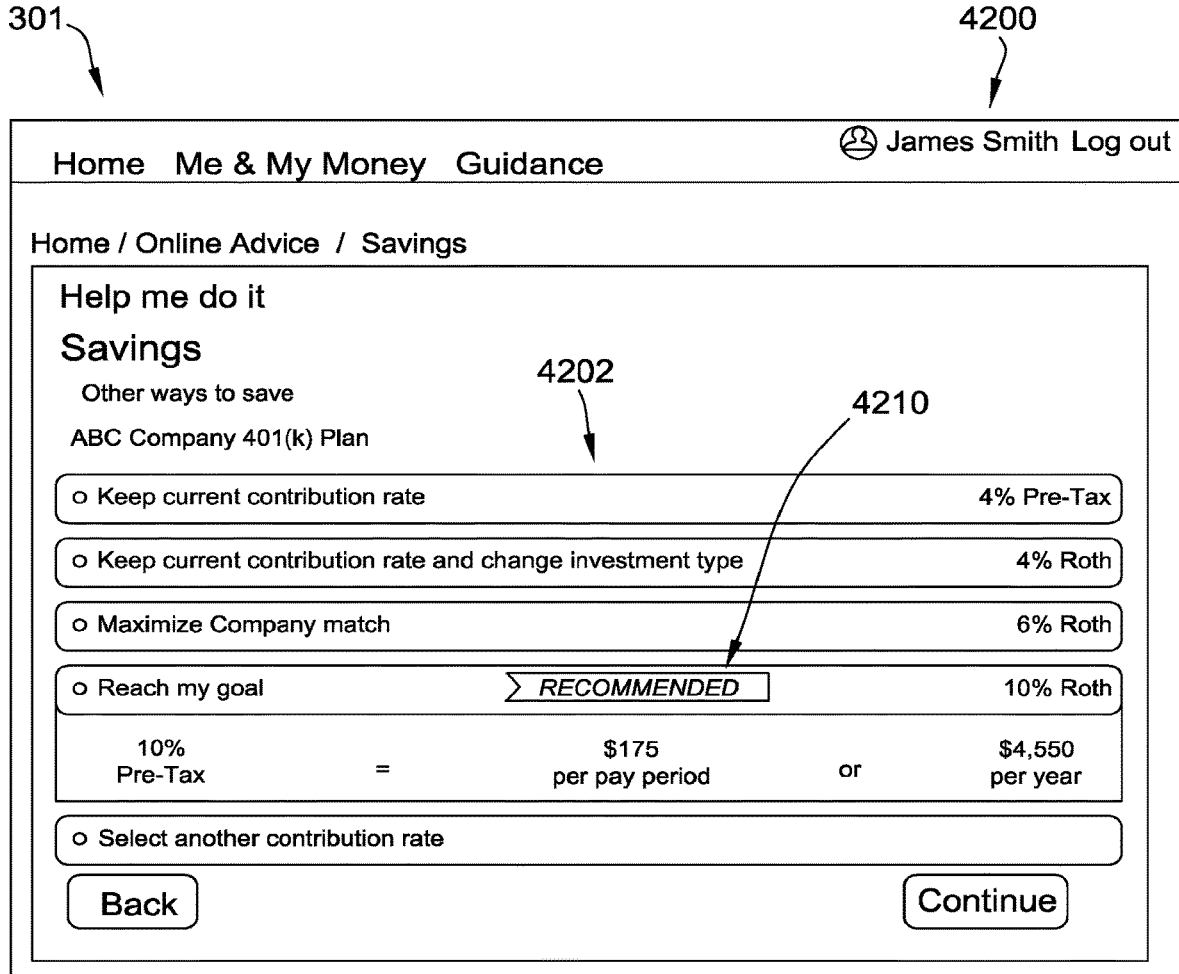 301
4200
Home Me & My Money Guidance
James Smith Log out
Home / Online Advice / Savings
Help me do it
Savings
Other ways to save
ABC Company 401(k) Plan
4202
4210
o Keep current contribution rate 4% Pre-Tax
o Keep current contribution rate and change investment type 4% Roth
o Maximize Company match 6% Roth
o Reach my goal RECOMMENDED 10% Roth
10% $175 $4,550
Pre-Tax = per pay period or per year
o Select another contribution rate
Back Continue